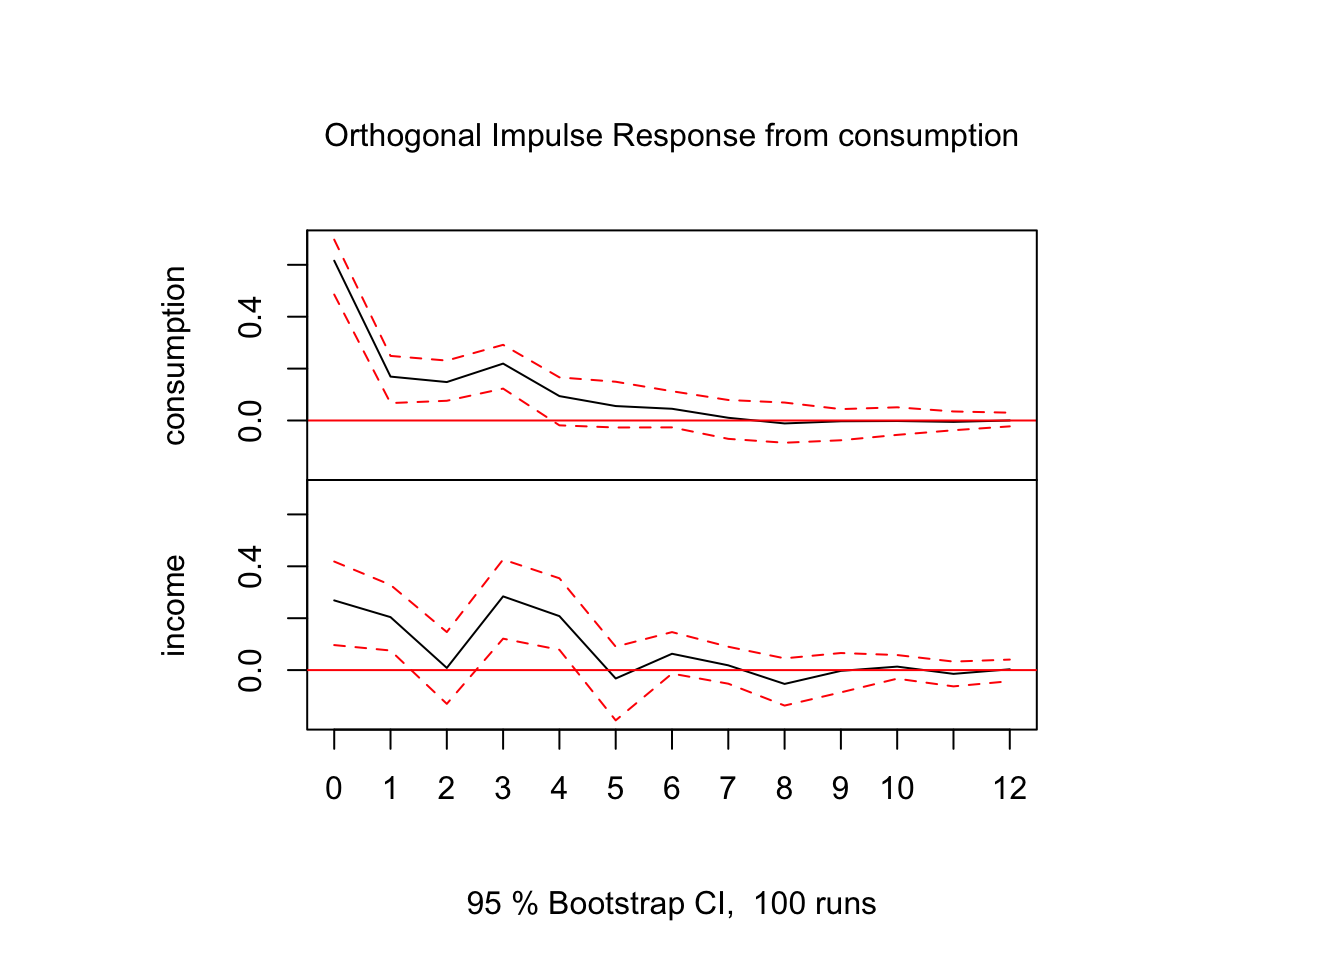 Orthogonal Impulse Response from consumption
consumption
0.4
0.0
income
0.4
0.0
0 1 2 3 4 5 6 7 8 9 10 12
95 % Bootstrap CI,  100 runs